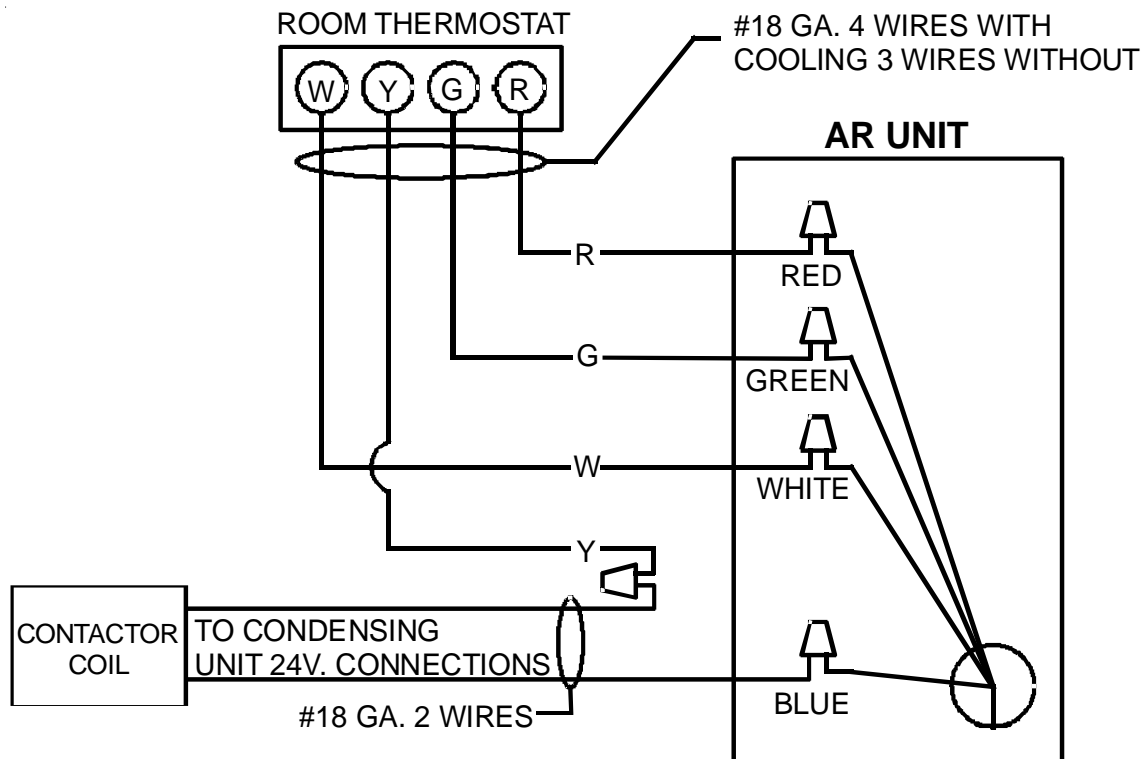 ROOM THERMOSTAT
#18 GA. 4 WIRES WITH
COOLING 3 WIRES WITHOUT
W Y G R
AR UNIT
R
RED
G
GREEN
W
WHITE
Y
CONTACTOR
COIL
TO CONDENSING
UNIT 24V. CONNECTIONS
BLUE
#18 GA. 2 WIRES